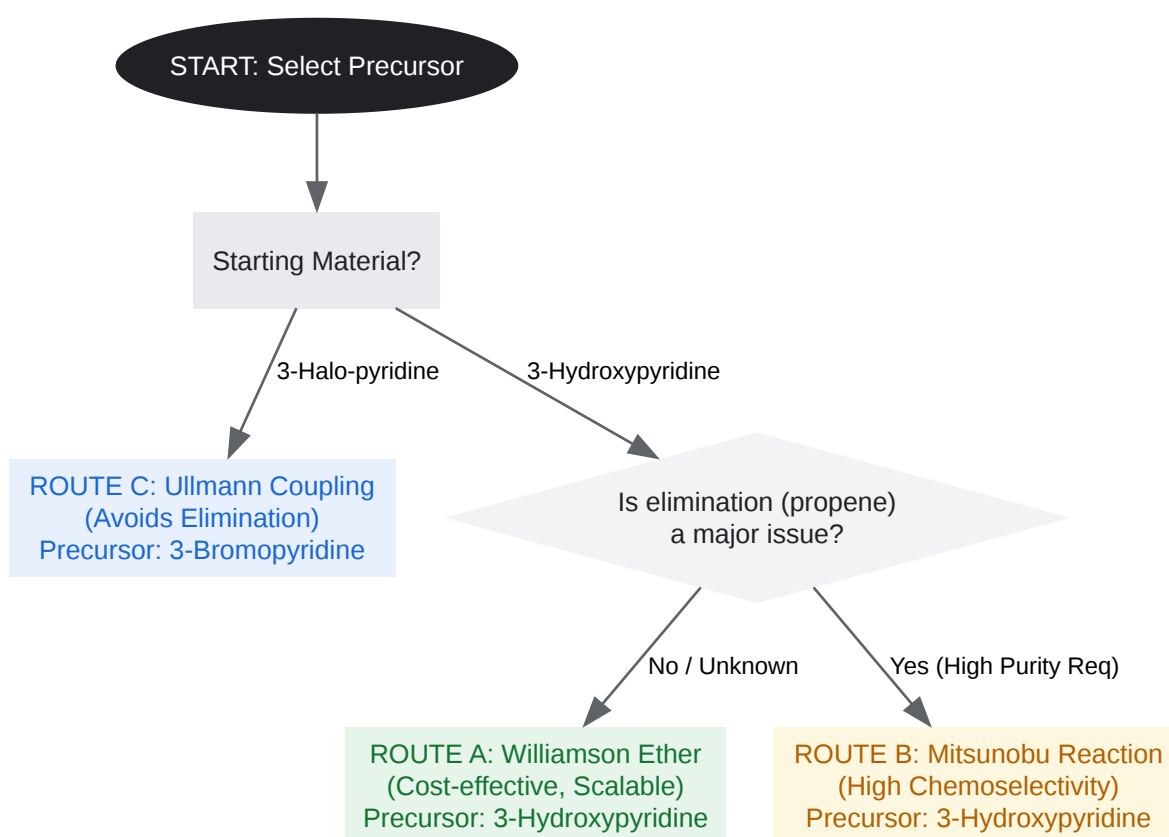 START: Select Precursor
Starting Material?
3-Halo-pyridine
3-Hydroxypyridine
ROUTE C: Ullmann Coupling
(Avoids Elimination)
Precursor: 3-Bromopyridine
Is elimination (propene)
a major issue?
No / Unknown
Yes (High Purity Req)
ROUTE A: Williamson Ether
(Cost-effective, Scalable)
Precursor: 3-Hydroxypyridine
ROUTE B: Mitsunobu Reaction
(High Chemoselectivity)
Precursor: 3-Hydroxypyridine